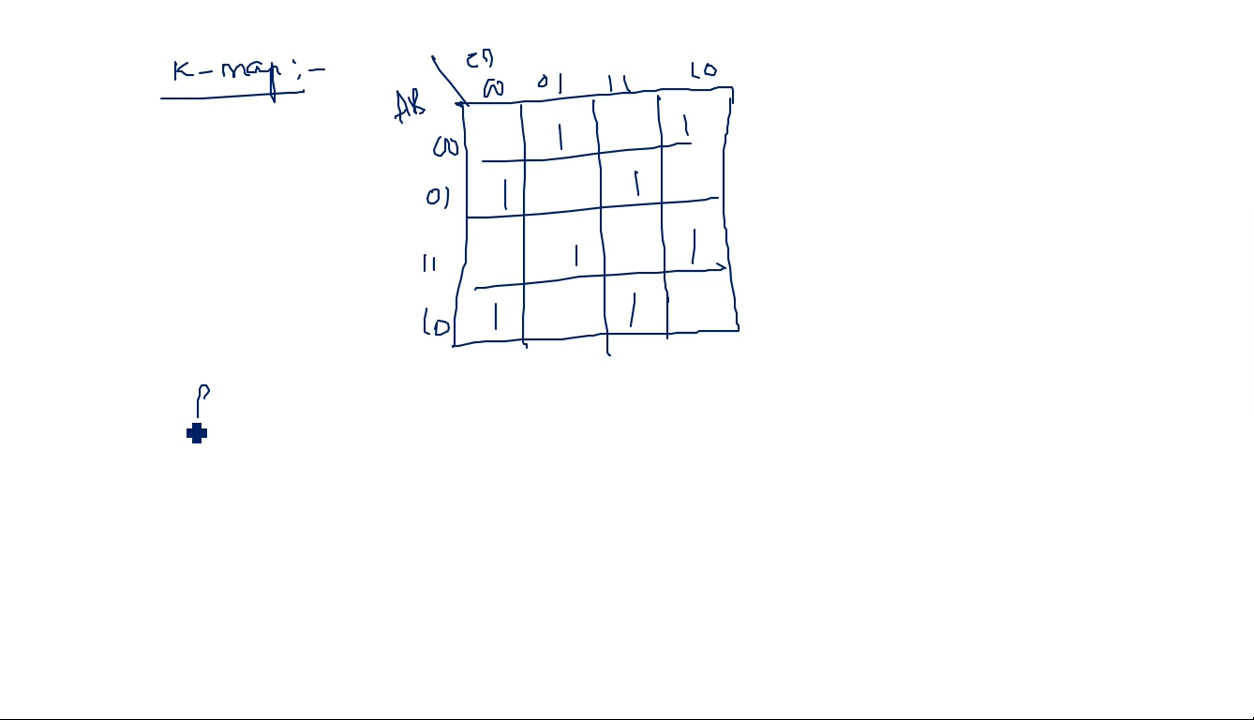 K-map:-
CD
AB 00 01 11 10
00 1 1
01 1 1
11 1 1
10 1 1
P